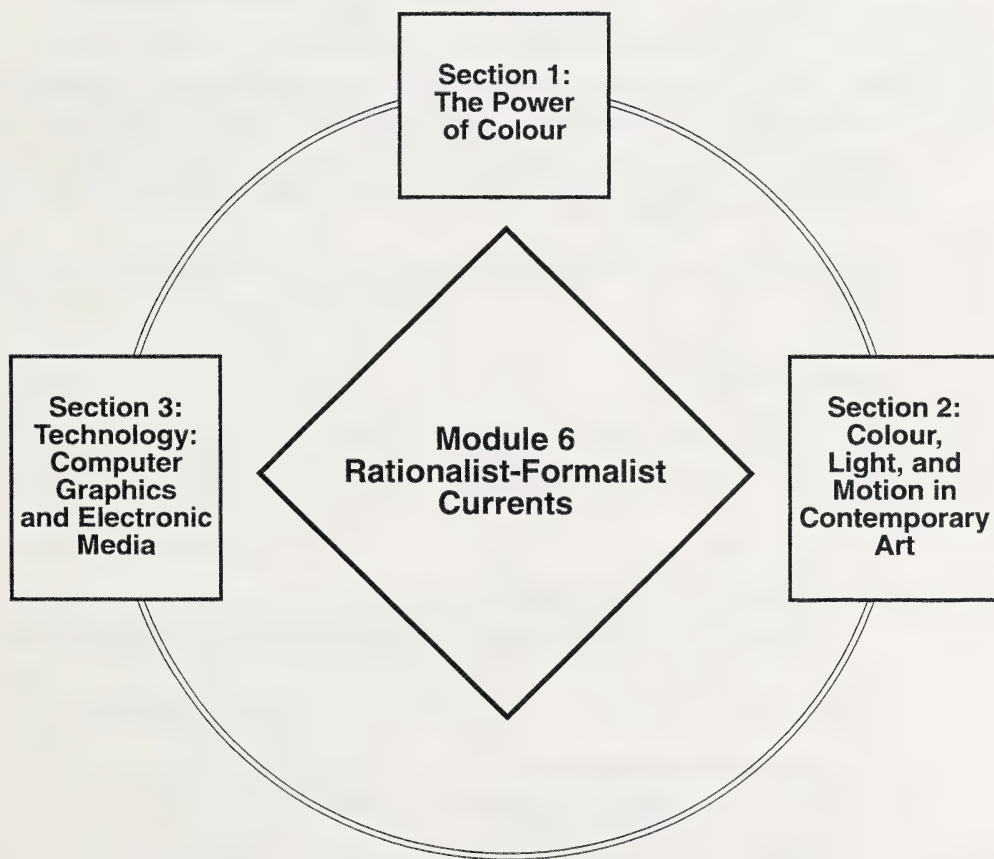 Section 1:
The Power
of Colour
Module 6
Rationalist-Formalist
Currents
Section 3:
Technology:
Computer
Graphics
and Electronic
Media
Section 2:
Colour,
Light, and
Motion in
Contemporary
Art